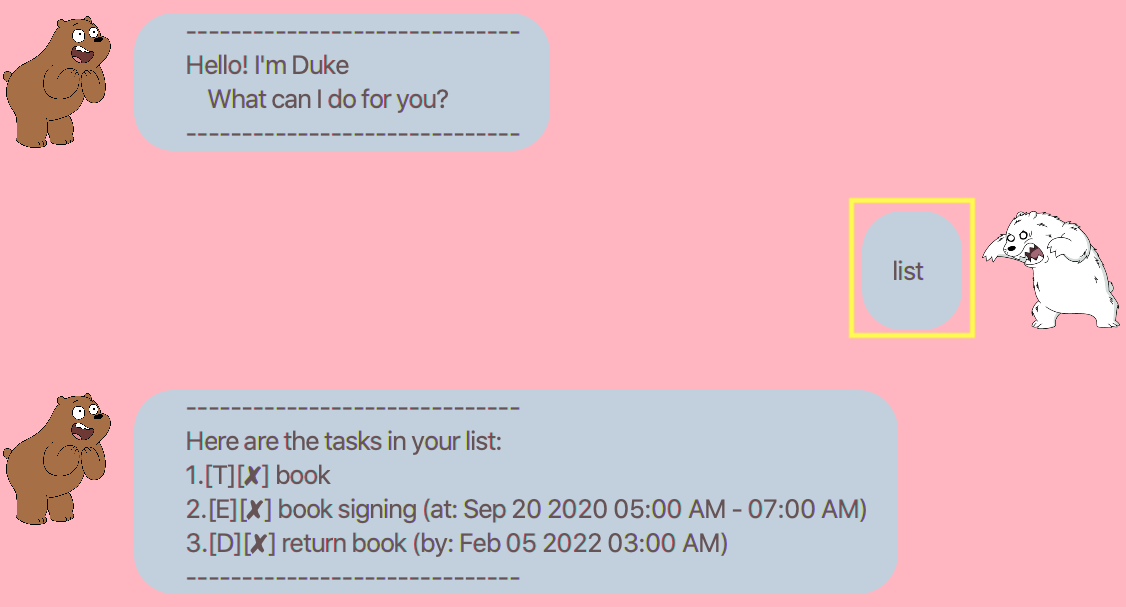 ------------------------------
Hello! I'm Duke
What can I do for you?
------------------------------
list
------------------------------
Here are the tasks in your list:
1.[T][✘] book
2.[E][✘] book signing (at: Sep 20 2020 05:00 AM - 07:00 AM)
3.[D][✘] return book (by: Feb 05 2022 03:00 AM)
------------------------------